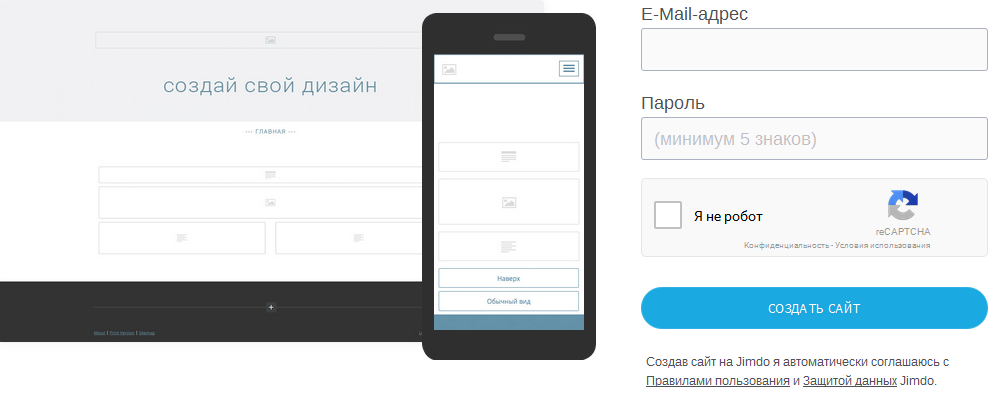 создай свой дизайн
--- ГЛАВНАЯ ---
Наверх
Обычный вид
E-Mail-адрес
Пароль
(минимум 5 знаков)
Я не робот
reCAPTCHA
Конфиденциальность - Условия использования
СОЗДАТЬ САЙТ
Создав сайт на Jimdo я автоматически соглашаюсь с
Правилами пользования и Защитой данных Jimdo.